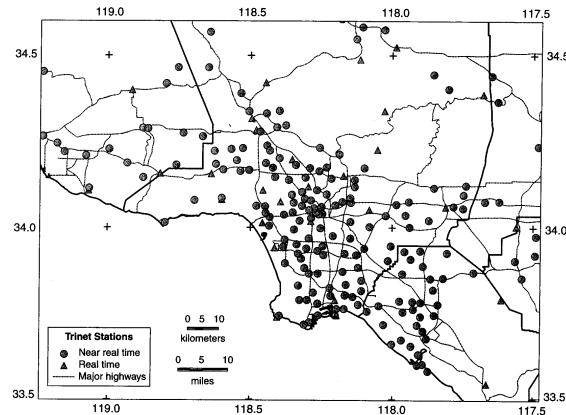 119.0 118.5 118.0 117.5
34.5 34.5
34.0 34.0
33.5 33.5
Trinet Stations
Near real time
Real time
Major highways
0 5 10
kilometers
0 5 10
miles
119.0 118.5 118.0 117.5